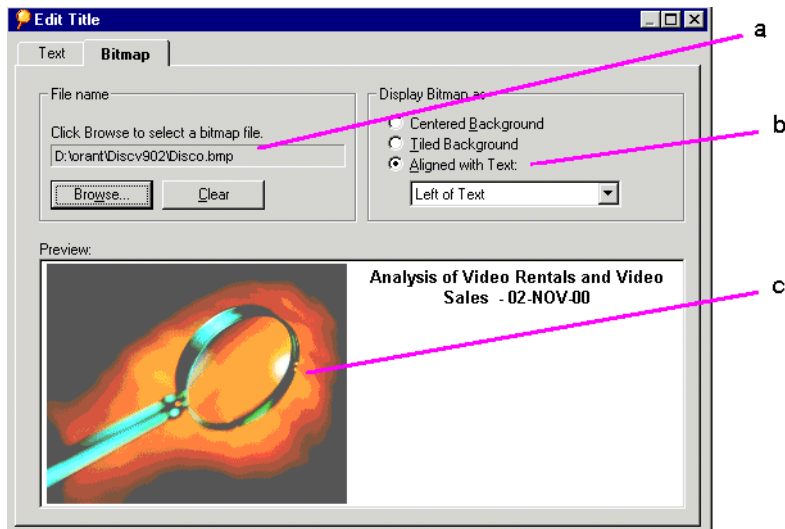 Edit Title
a
Text Bitmap
File name
Display Bitmap as
Click Browse to select a bitmap file.
D:\orant\Discv902\Disco.bmp
Browse... Clear
Centered Background
Tiled Background
Aligned with Text:
Left of Text
b
Preview:
Analysis of Video Rentals and Video
Sales - 02-NOV-00
c